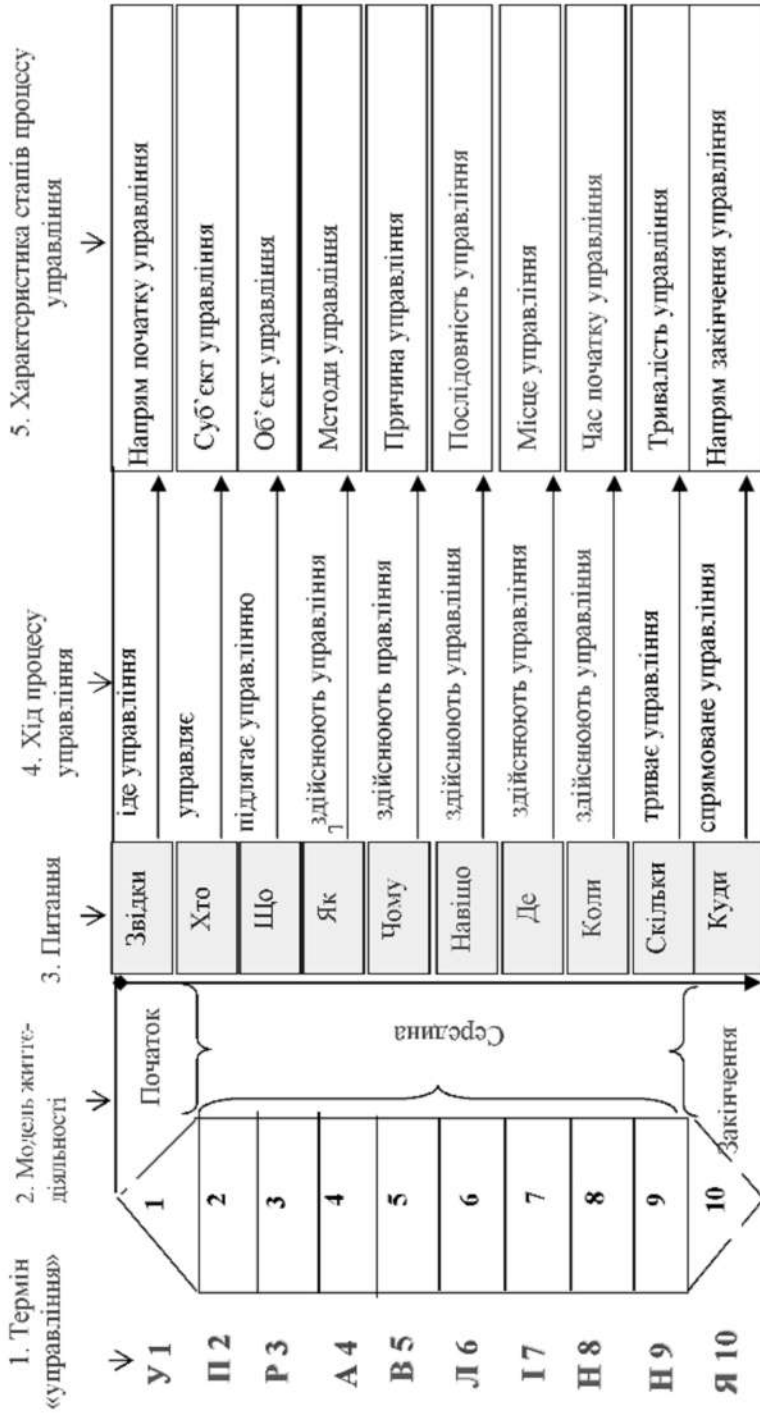 1. Термін
«управління»
2. Модель життє-
діяльності
3. Питання
4. Хід процесу
управління
5. Характеристика етапів процесу
управління
У 1
1
Початок
Звідки
іде управління
Напрям початку управління
П 2
2
Хто
управляє
Суб’єкт управління
Р 3
3
Що
підлягає управлінню
Об’єкт управління
А 4
4
Як
здійснюють управління
Методи управління
В 5
5
Чому
здійснюють правління
Причина управління
Середина
Л 6
6
Навіщо
здійснюють управління
Послідовність управління
І 7
7
Де
здійснюють управління
Місце управління
Н 8
8
Коли
здійснюють управління
Час початку управління
Н 9
9
Скільки
триває управління
Тривалість управління
Я 10
10
Закінчення
Куди
спрямоване управління
Напрям закінчення управління